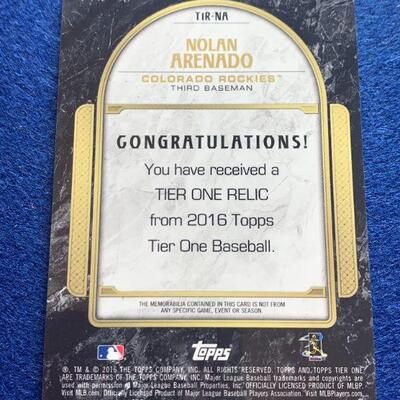 T1R-NA
NOLAN
ARENADO
COLORADO ROCKIES™
THIRD BASEMAN
CONGRATULATIONS!
You have received a
TIER ONE RELIC
from 2016 Topps
Tier One Baseball.
THE MEMORABILIA CONTAINED IN THIS CARD IS NOT FROM
ANY SPECIFIC GAME, EVENT OR SEASON.
Topps
®, TM & © 2016 THE TOPPS COMPANY, INC. ALL RIGHTS RESERVED. TOPPS AND TOPPS TIER ONE
ARE TRADEMARKS OF THE TOPPS COMPANY, INC. Major League Baseball trademarks and copyrights are
used with permission of Major League Baseball Properties, Inc. OFFICIALLY LICENSED PRODUCT OF MLBP
Visit MLB.com. Officially Licensed Product of Major League Baseball Players Association. Visit MLBPlayers.com.